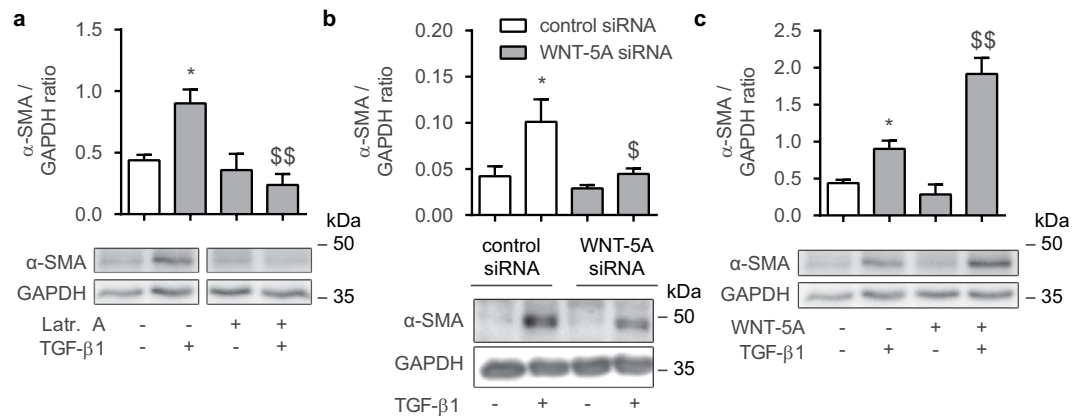 a
1.5
1.0
0.5
0.0
α-SMA /
GAPDH ratio
*
$$
kDa
α-SMA
– 50
GAPDH
– 35
Latr. A - - + +
TGF-β1 - + - +
b
control siRNA
WNT-5A siRNA
0.20
0.15
0.10
0.05
0.00
α-SMA /
GAPDH ratio
*
$
control
siRNA
WNT-5A
siRNA
kDa
α-SMA
– 50
GAPDH
– 35
TGF-β1 - + - +
c
2.5
2.0
1.5
1.0
0.5
0.0
α-SMA /
GAPDH ratio
*
$$
kDa
α-SMA
– 50
GAPDH
– 35
WNT-5A - - + +
TGF-β1 - + - +